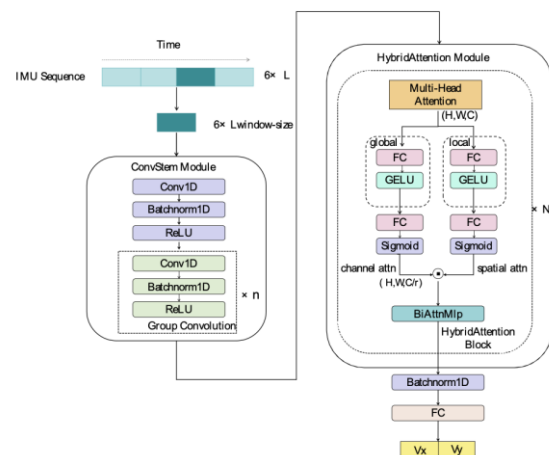 Time
IMU Sequence
6× L
6× Lwindow-size
ConvStem Module
Conv1D
Batchnorm1D
ReLU
Conv1D
Batchnorm1D
ReLU
Group Convolution
× n
HybridAttention Module
Multi-Head
Attention
(H,W,C)
global
local
FC
FC
GELU
GELU
FC
FC
Sigmoid
Sigmoid
channel attn
spatial attn
(H,W,C/r)
× N
BiAttnMlp
HybridAttention
Block
Batchnorm1D
FC
Vx
Vy